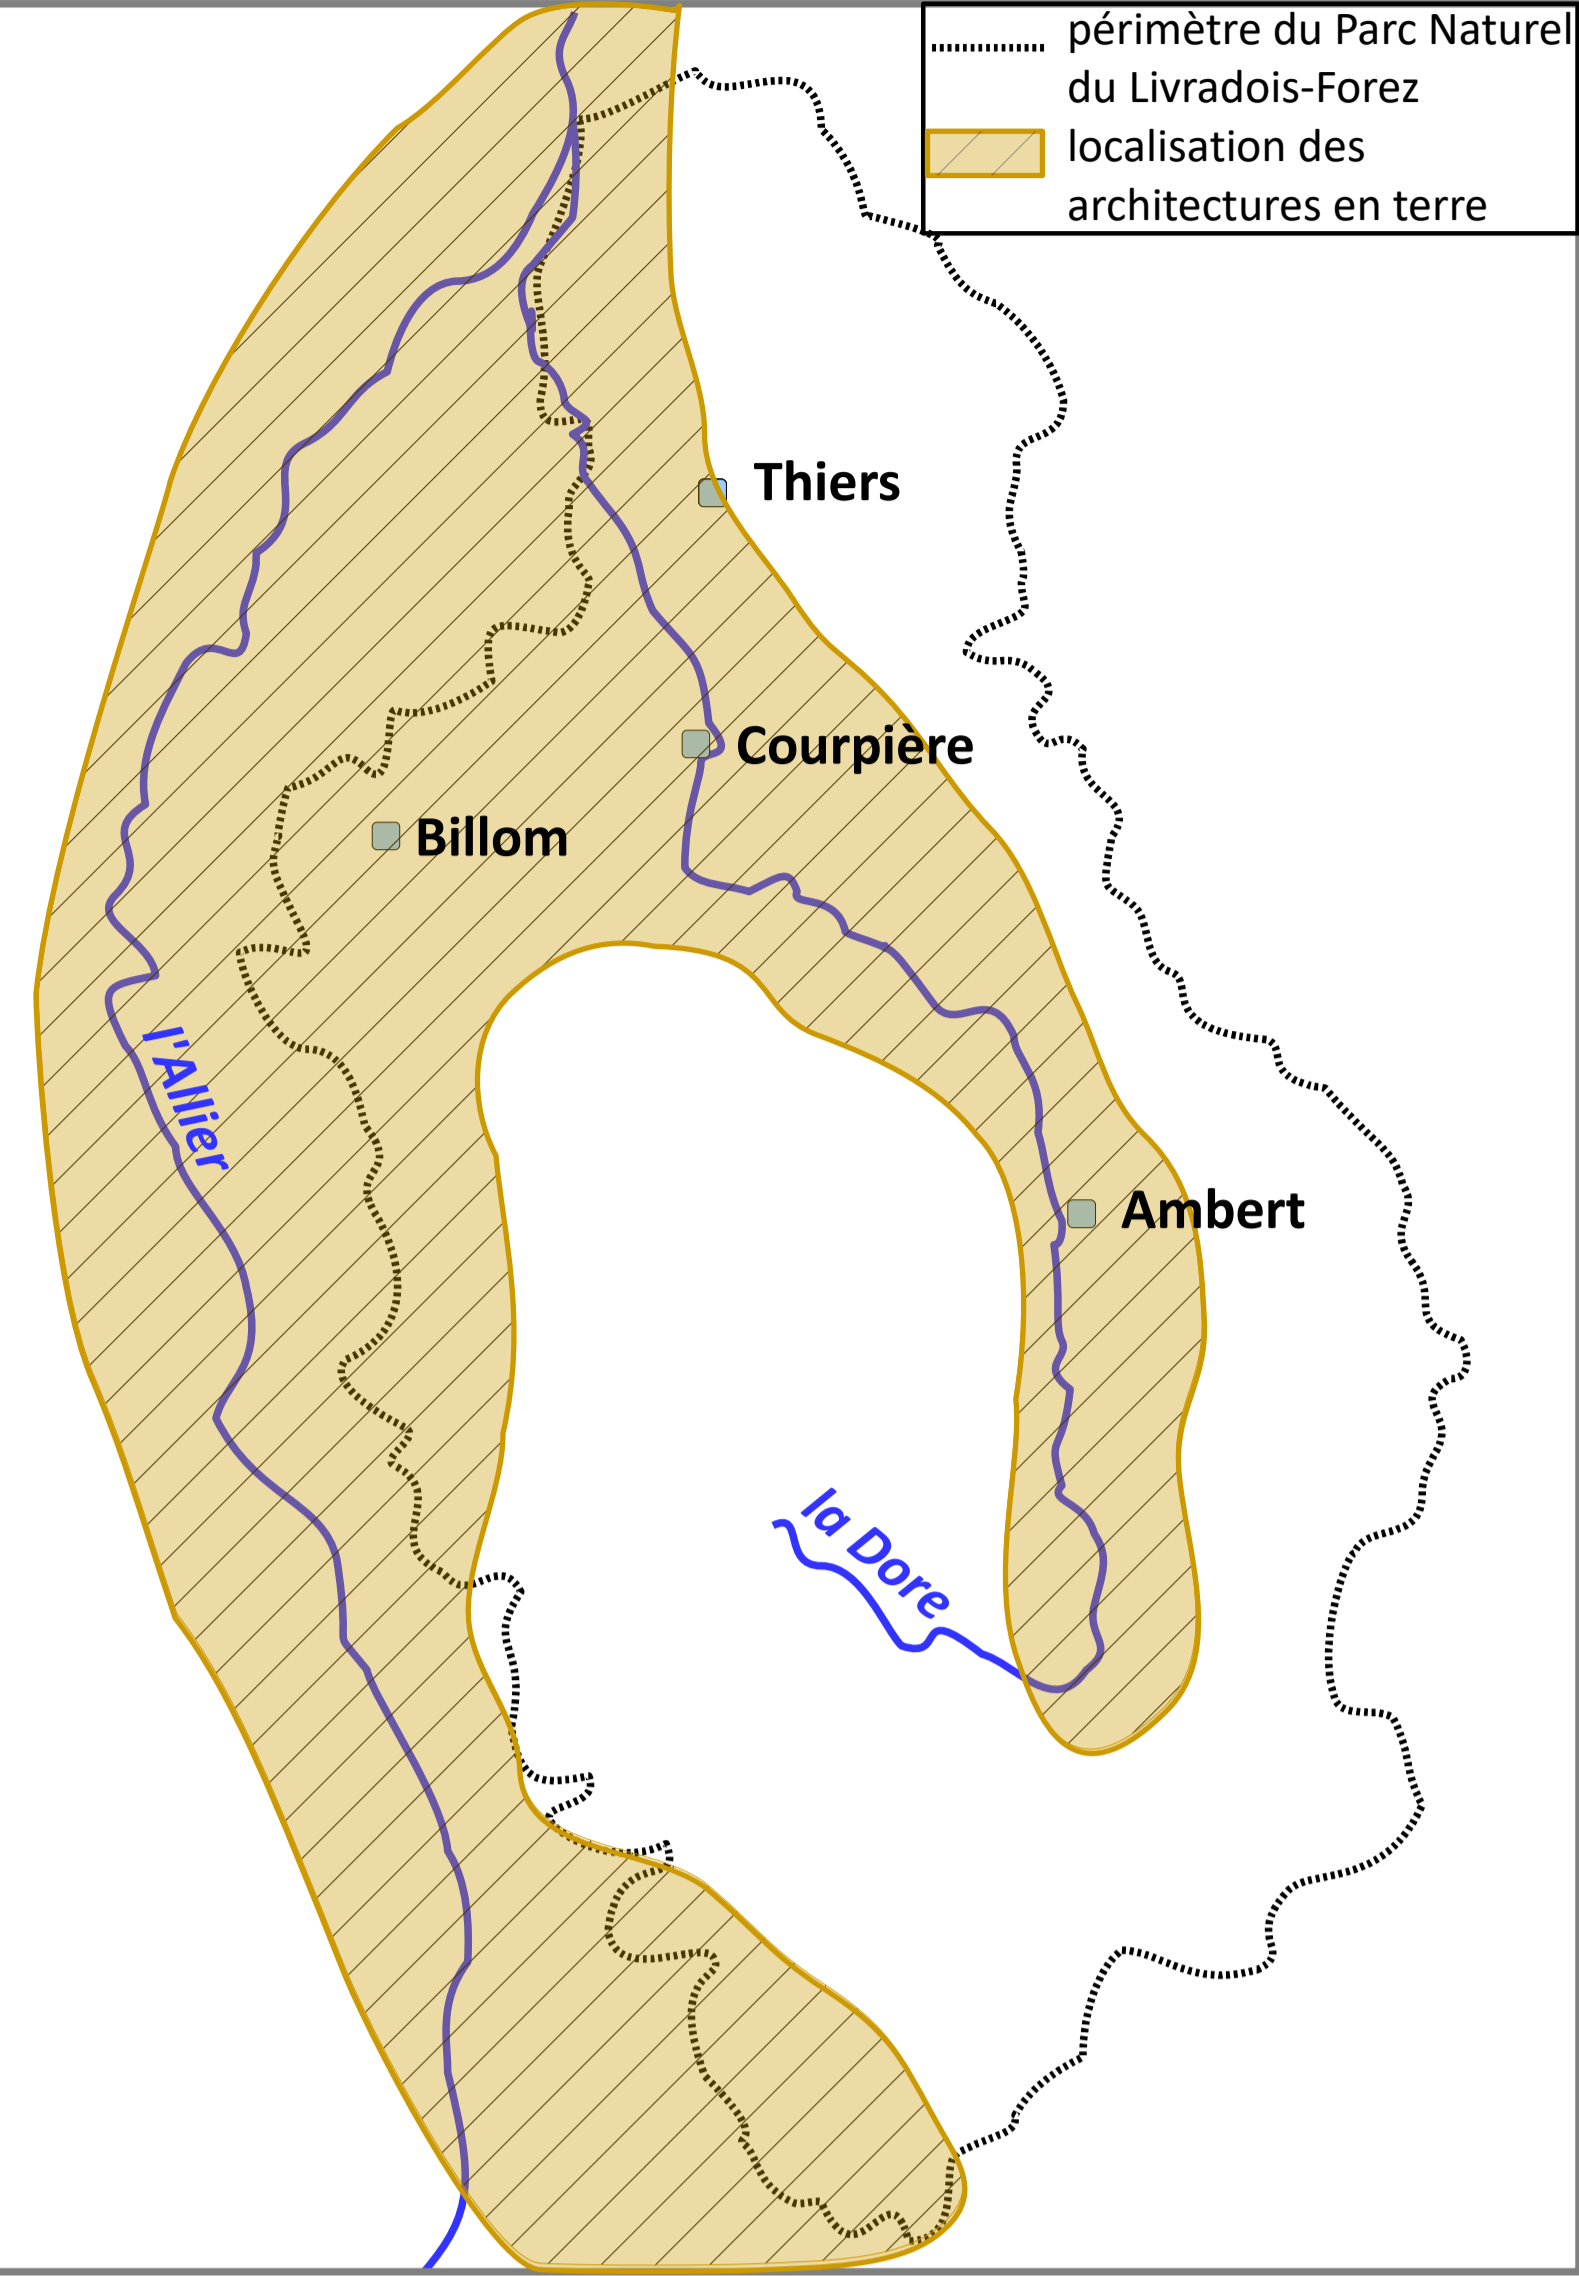 périmètre du Parc Naturel
du Livradois-Forez
localisation des
architectures en terre
Thiers
Courpière
Billom
l'Allier
Ambert
la Dore